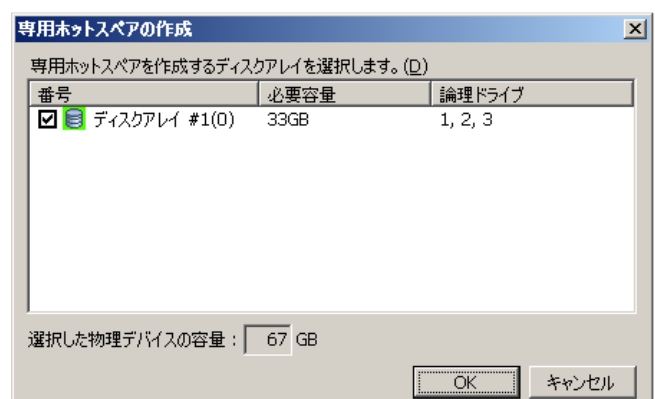 専用ホットスペアの作成
専用ホットスペアを作成するディスクアレイを選択します。(D)
番号 必要容量 論理ドライブ
ディスクアレイ #1(0) 33GB 1, 2, 3
選択した物理デバイスの容量： 67 GB
OK キャンセル